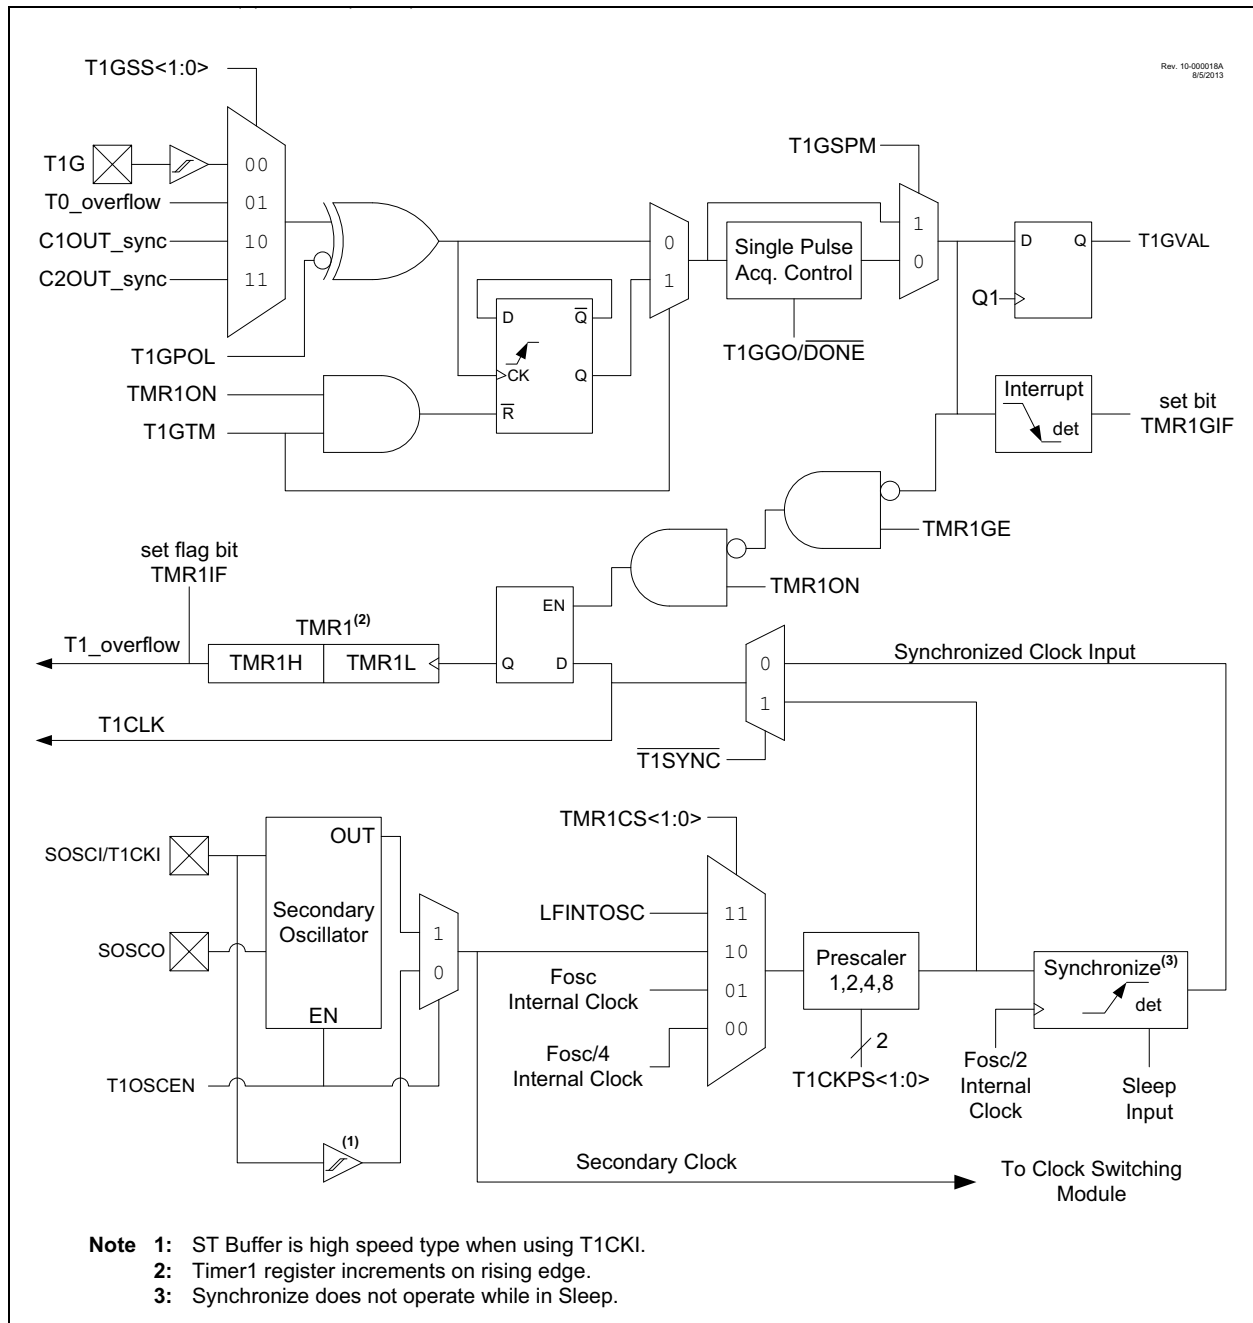 Rev. 10-000018A
8/5/2013
T1GSS<1:0>
T1G
00
T0_overflow
01
C1OUT_sync
10
C2OUT_sync
11
T1GPOL
TMR1ON
T1GTM
D
Q
CK
Q
R
0
1
T1GSPM
Single Pulse
Acq. Control
1
0
T1GGO/DONE
D
Q
Q1
T1GVAL
Interrupt
det
set bit
TMR1GIF
TMR1GE
TMR1ON
set flag bit
TMR1IF
T1_overflow
TMR1(2)
TMR1H
TMR1L
EN
Q
D
0
1
Synchronized Clock Input
T1CLK
T1SYNC
TMR1CS<1:0>
SOSCI/T1CKI
OUT
Secondary
Oscillator
SOSCO
EN
T1OSCEN
1
0
(1)
LFINTOSC
11
10
Fosc
Internal Clock
01
00
Fosc/4
Internal Clock
Prescaler
1,2,4,8
2
T1CKPS<1:0>
Synchronize(3)
det
Fosc/2
Internal
Clock
Sleep
Input
Secondary Clock
To Clock Switching
Module
Note 1: ST Buffer is high speed type when using T1CKI.
2: Timer1 register increments on rising edge.
3: Synchronize does not operate while in Sleep.